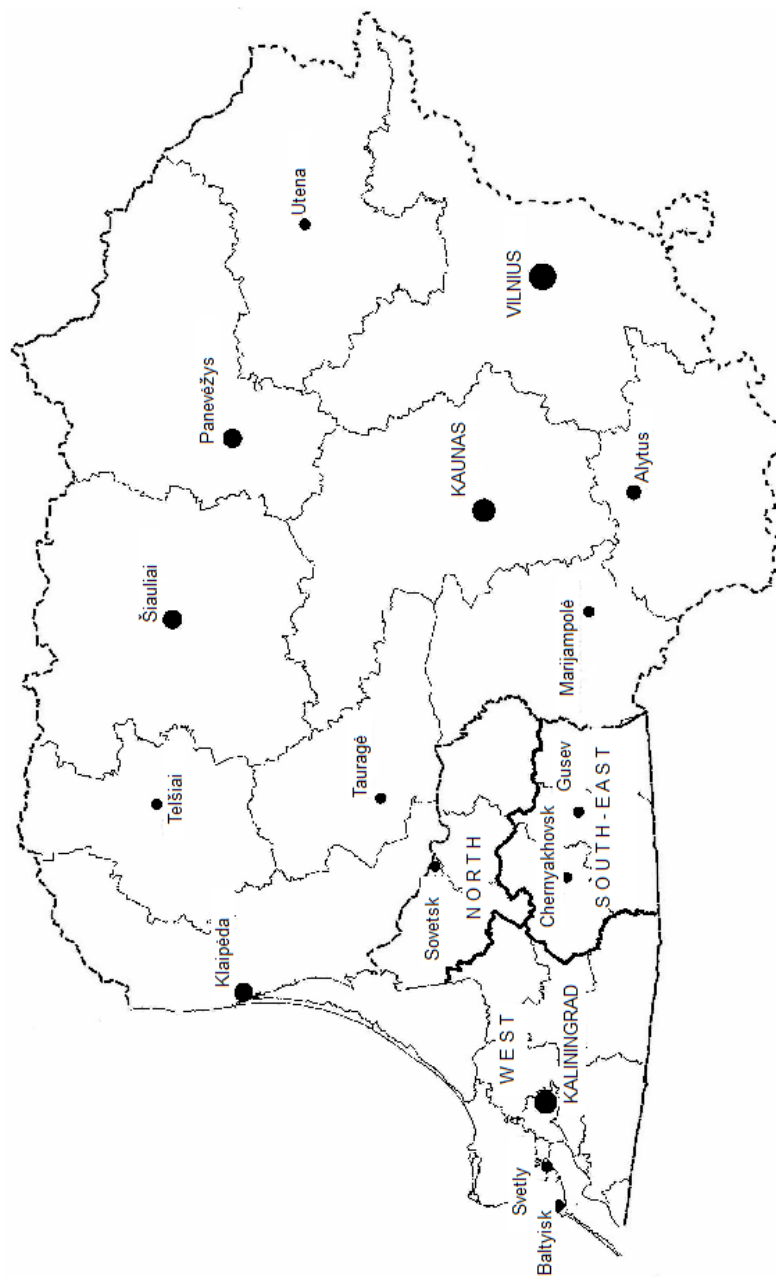 Utena
Panevėžys
VILNIUS
Šiauliai
KAUNAS
Alytus
Telšiai
Tauragė
Marijampolė
Klaipėda
Sovetsk
NORTH
Gusev
Chernyakhovsk
SOUTH-EAST
WEST
KALININGRAD
Svetly
Baltyisk